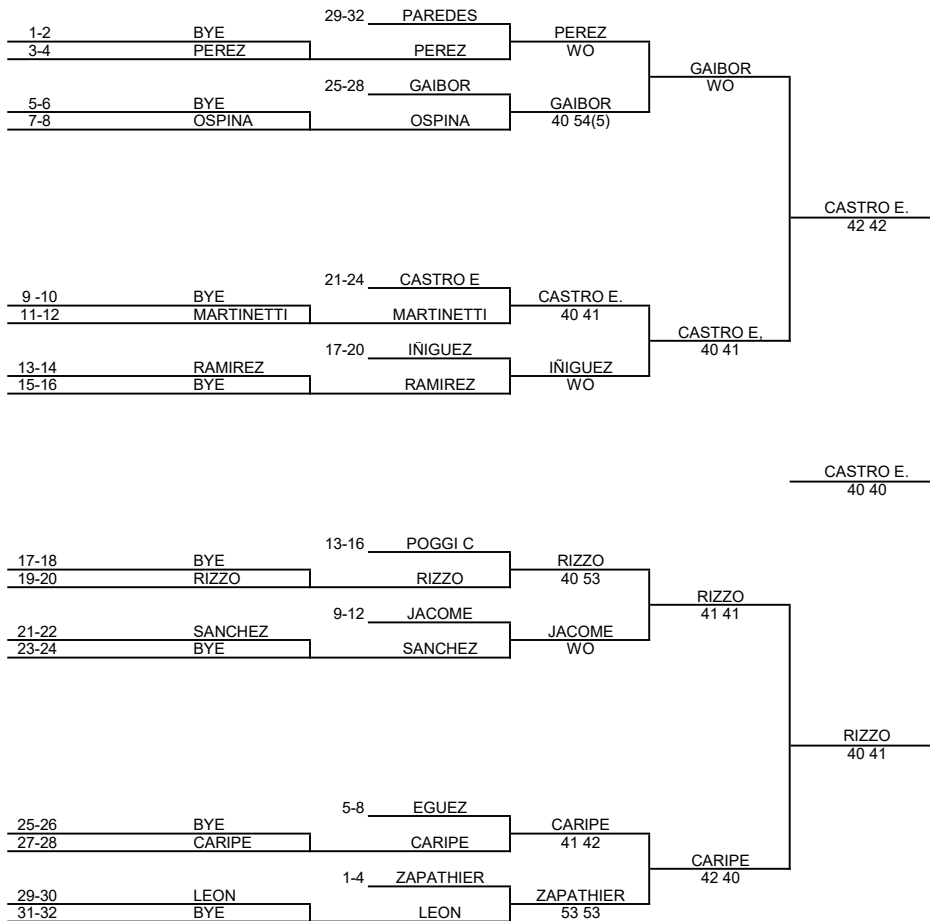 29-32 PAREDES
1-2 BYE PEREZ
3-4 PEREZ PEREZ WO
GAIBOR
25-28 GAIBOR WO
5-6 BYE GAIBOR
7-8 OSPINA OSPINA 40 54(5)
CASTRO E.
42 42
21-24 CASTRO E
9 -10 BYE CASTRO E.
11-12 MARTINETTI MARTINETTI 40 41
CASTRO E,
17-20 IÑIGUEZ 40 41
13-14 RAMIREZ IÑIGUEZ
15-16 BYE RAMIREZ WO
CASTRO E.
40 40
13-16 POGGI C
17-18 BYE RIZZO
19-20 RIZZO RIZZO 40 53
RIZZO
9-12 JACOME 41 41
21-22 SANCHEZ JACOME
23-24 BYE SANCHEZ WO
RIZZO
40 41
5-8 EGUEZ
25-26 BYE CARIPE
27-28 CARIPE CARIPE 41 42
CARIPE
1-4 ZAPATHIER 42 40
29-30 LEON ZAPATHIER
31-32 BYE LEON 53 53